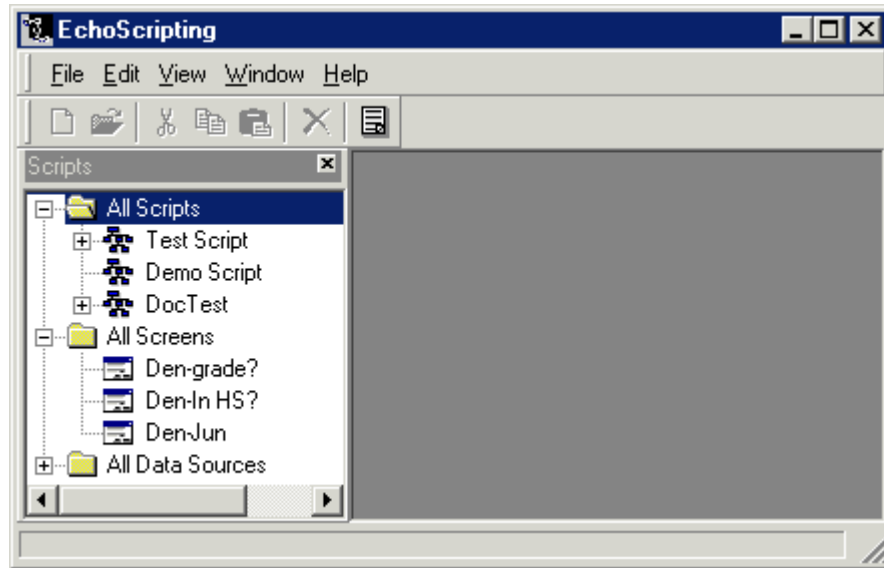 EchoScripting
File Edit View Window Help
Scripts
All Scripts
Test Script
Demo Script
DocTest
All Screens
Den-grade?
Den-In HS?
Den-Jun
All Data Sources